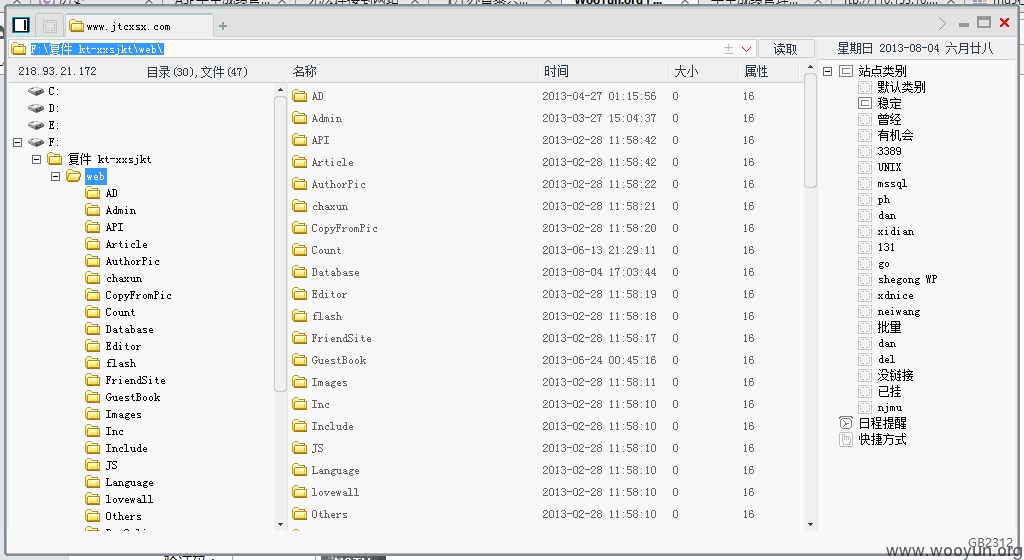 www.jtcxsx.com
F:\复件 kt-xxsjkt\web\
读取
星期日 2013-08-04 六月廿八
218.93.21.172
目录(30),文件(47)
名称 时间 大小 属性
C:
D:
E:
F:
复件 kt-xxsjkt
web
AD
Admin
API
Article
AuthorPic
chaxun
CopyFromPic
Count
Database
Editor
flash
FriendSite
GuestBook
Images
Inc
Include
JS
Language
lovewall
Others
AD 2013-04-27 01:15:56 0 16
Admin 2013-03-27 15:04:37 0 16
API 2013-02-28 11:58:42 0 16
Article 2013-02-28 11:58:42 0 16
AuthorPic 2013-02-28 11:58:22 0 16
chaxun 2013-02-28 11:58:21 0 16
CopyFromPic 2013-02-28 11:58:20 0 16
Count 2013-06-13 21:29:11 0 16
Database 2013-08-04 17:03:44 0 16
Editor 2013-02-28 11:58:19 0 16
flash 2013-02-28 11:58:18 0 16
FriendSite 2013-02-28 11:58:17 0 16
GuestBook 2013-06-24 00:45:16 0 16
Images 2013-02-28 11:58:11 0 16
Inc 2013-02-28 11:58:10 0 16
Include 2013-02-28 11:58:10 0 16
JS 2013-02-28 11:58:10 0 16
Language 2013-02-28 11:58:10 0 16
lovewall 2013-02-28 11:58:10 0 16
Others 2013-02-28 11:58:10 0 16
站点类别
默认类别
稳定
曾经
有机会
3389
UNIX
mssql
ph
dan
xidian
131
go
shegong WP
xdnice
neiwang
批量
dan
del
没链接
已挂
njmu
日程提醒
快捷方式
GB2312
www.wooyun.org